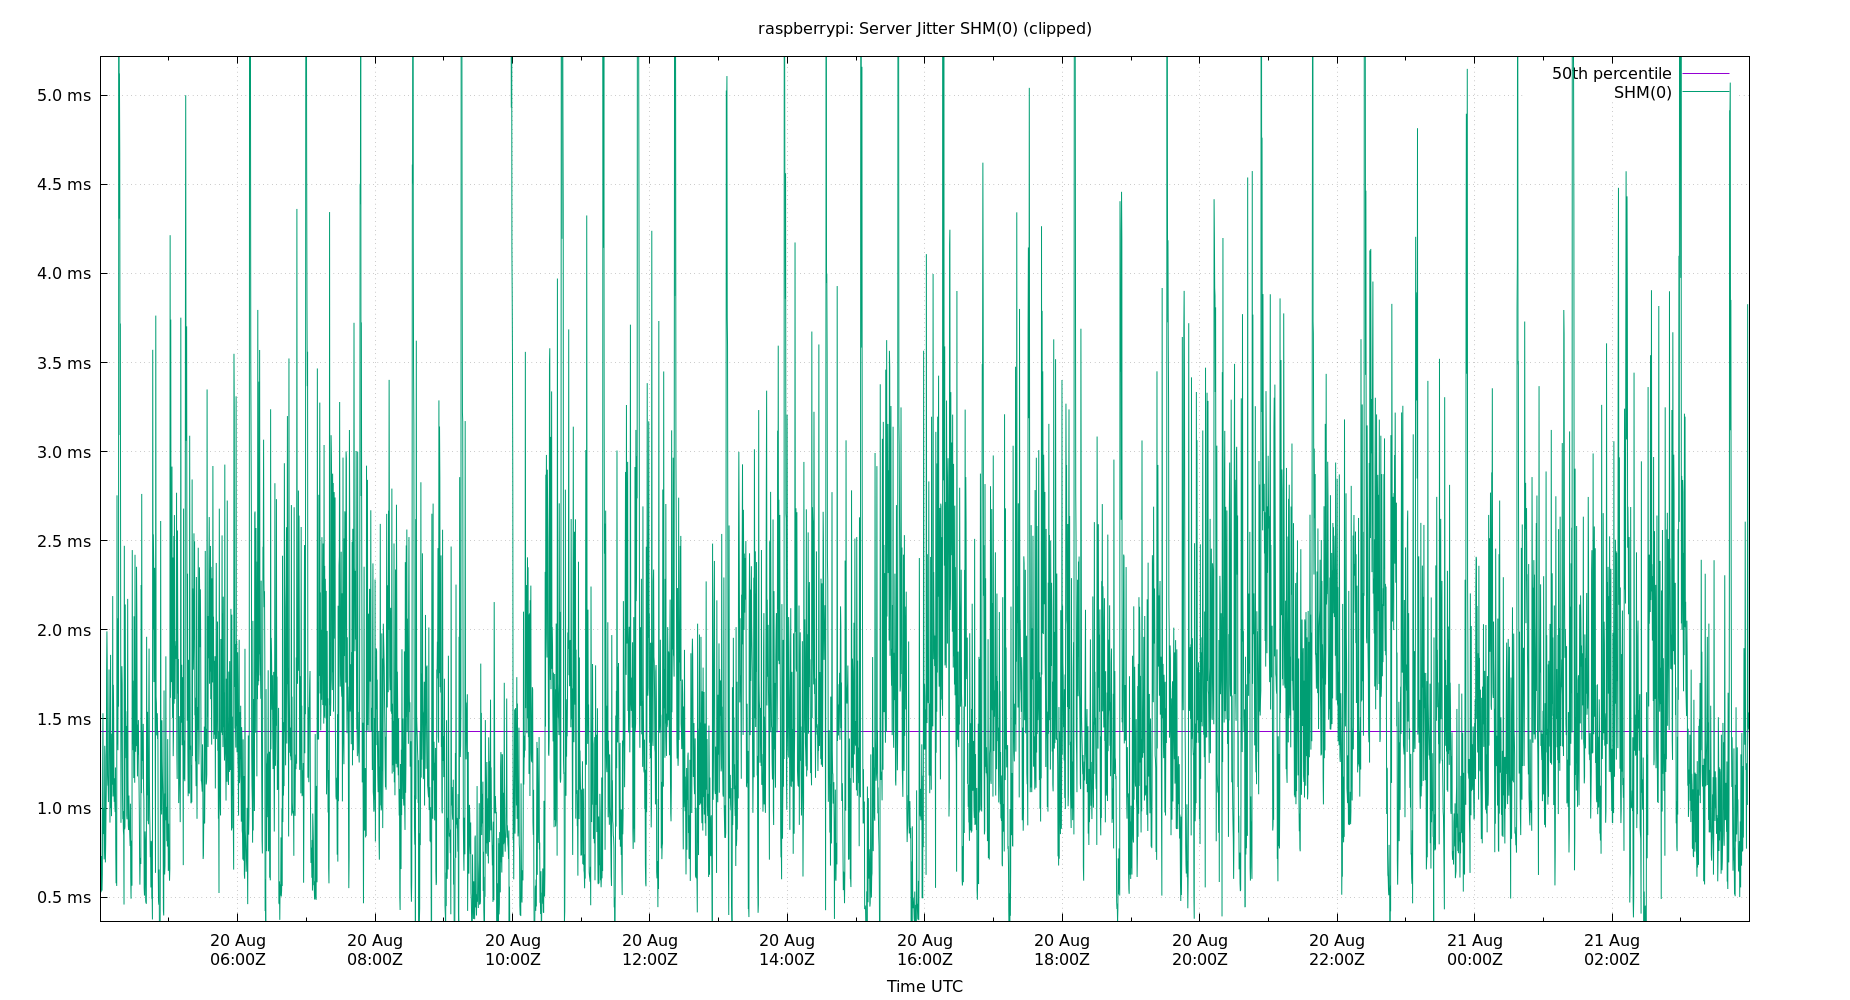 raspberrypi: Server Jitter SHM(0) (clipped)
50th percentile
SHM(0)
5.0 ms
4.5 ms
4.0 ms
3.5 ms
3.0 ms
2.5 ms
2.0 ms
1.5 ms
1.0 ms
0.5 ms
20 Aug 20 Aug 20 Aug 20 Aug 20 Aug 20 Aug 20 Aug 20 Aug 20 Aug 21 Aug 21 Aug
06:00Z 08:00Z 10:00Z 12:00Z 14:00Z 16:00Z 18:00Z 20:00Z 22:00Z 00:00Z 02:00Z
Time UTC